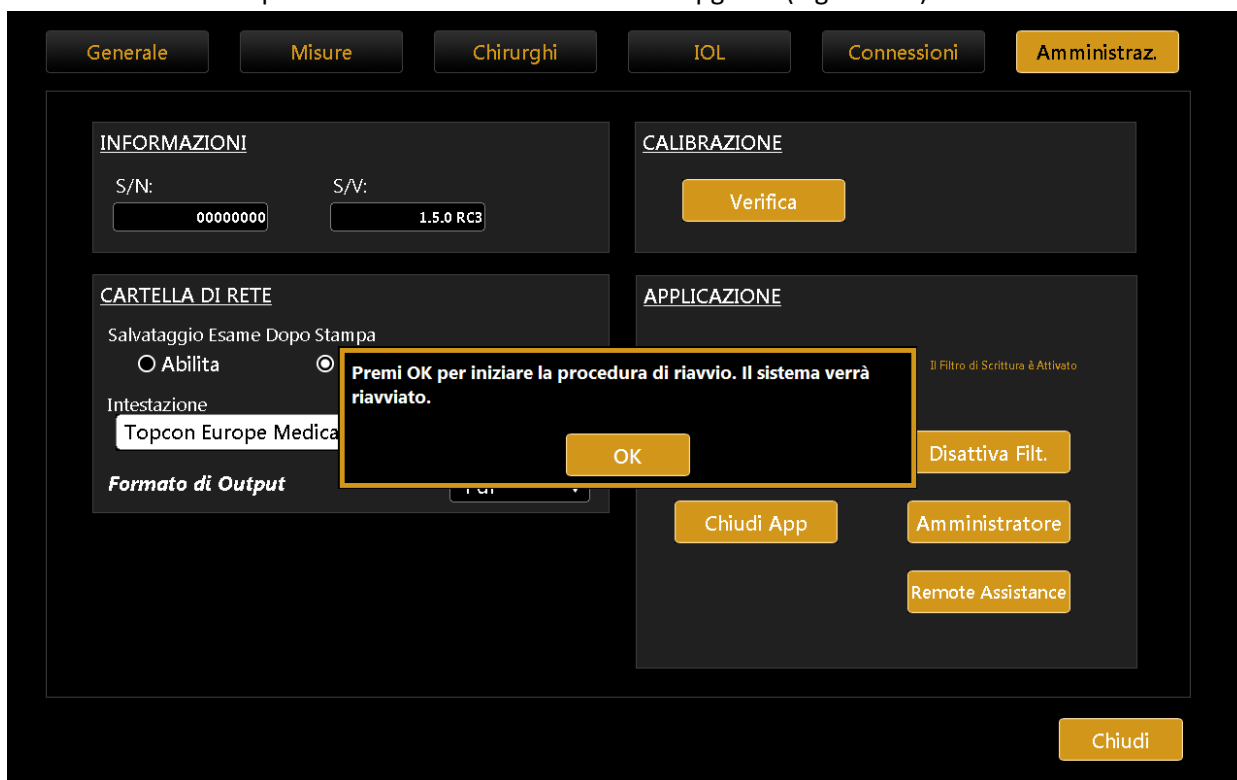 Generale Misure Chirurghi IOL Connessioni Amministraz.
INFORMAZIONI
S/N: S/V:
00000000 1.5.0 RC3
CALIBRAZIONE
Verifica
CARTELLA DI RETE
Salvataggio Esame Dopo Stampa
Abilita
Intestazione
Topcon Europe Medica
Formato di Output
APPLICAZIONE
Il Filtro di Scrittura è Attivato
Disattiva Filt.
Chiudi App Amministratore
Remote Assistance
Premi OK per iniziare la procedura di riavvio. Il sistema verrà
riavviato.
OK
Chiudi